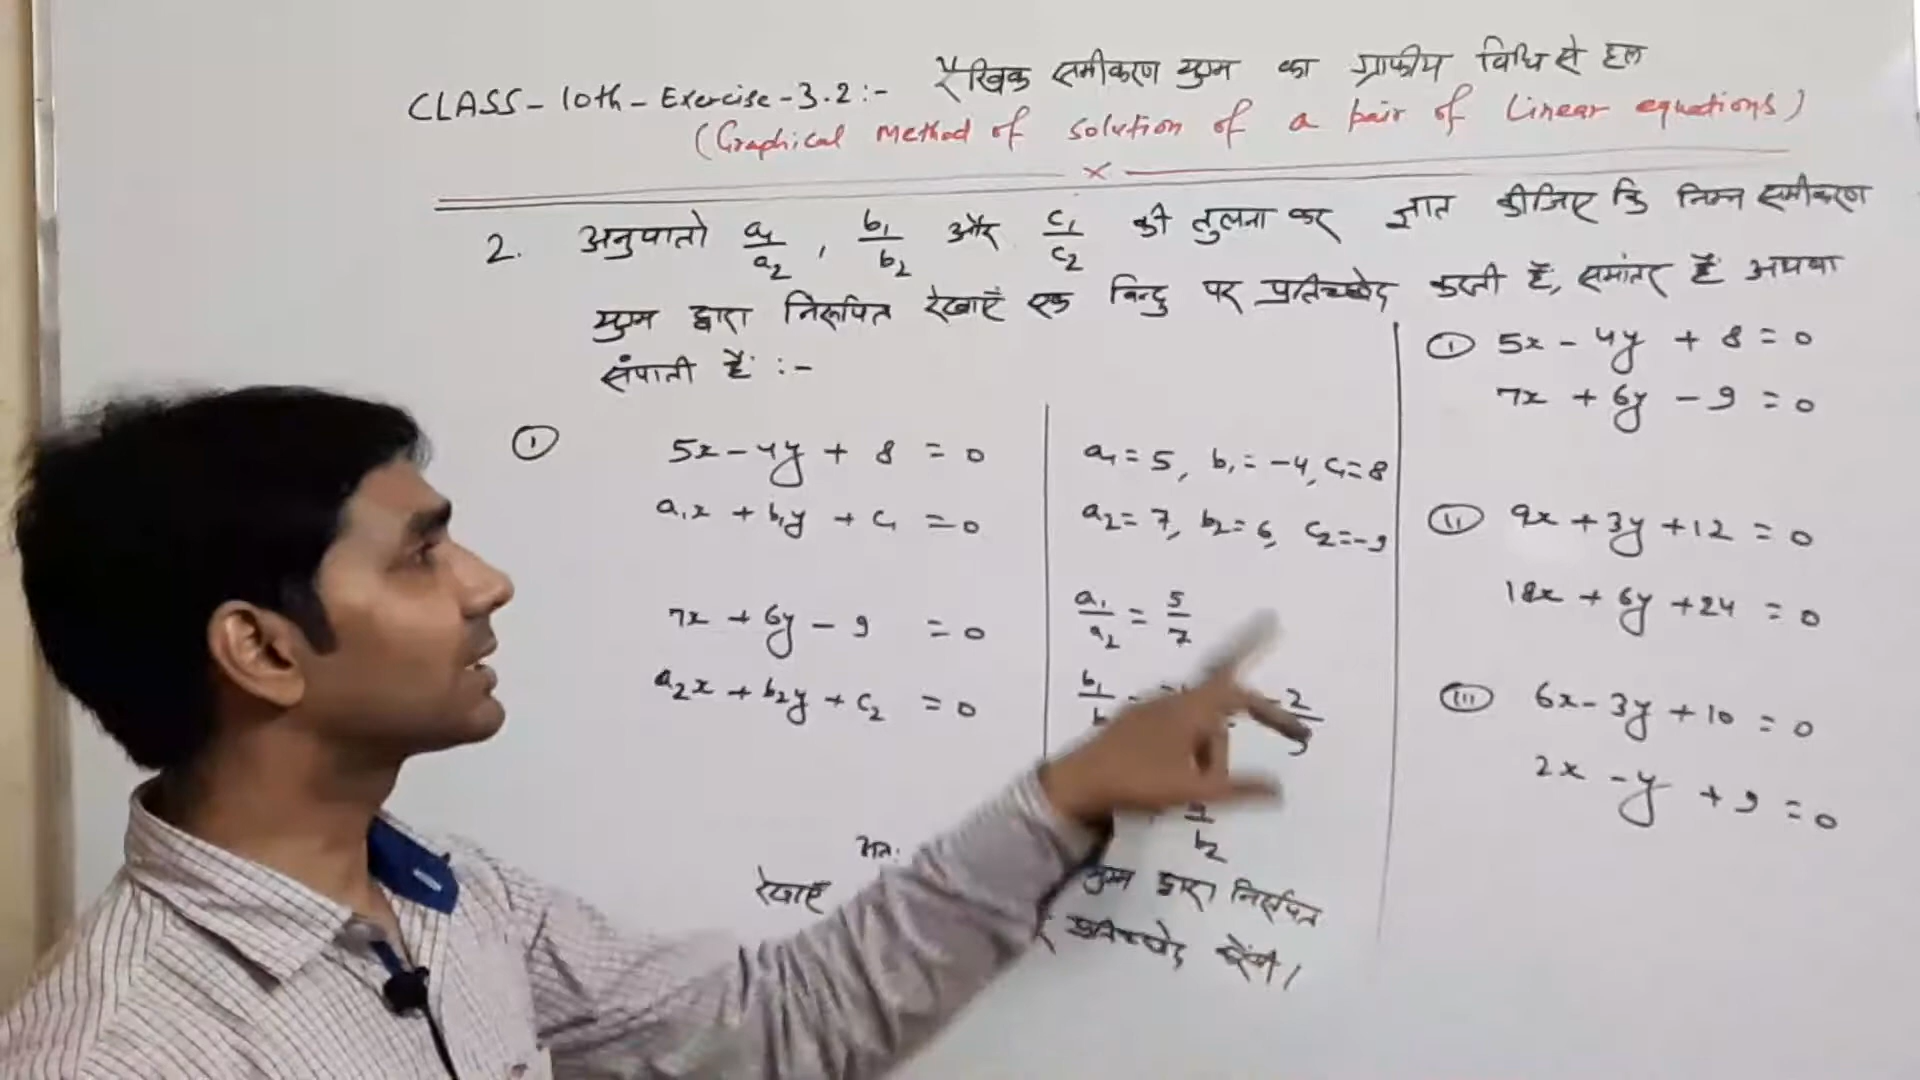 CLASS - 10th - Exercise - 3.2 :- रैखिक समीकरण युग्म का ग्राफीय विधि से हल
(Graphical Method of solution of a pair of Linear equations)
x
2. अनुपातो a₁/a₂ , b₁/b₂ और c₁/c₂ की तुलना कर ज्ञात कीजिए कि निम्न समीकरण
युग्म द्वारा निरूपित रेखाएँ एक बिन्दु पर प्रतिच्छेद करती हैं, समांतर हैं अथवा
संपाती हैं :-
(i) 5x - 4y + 8 = 0
a₁x + b₁y + c₁ = 0
7x + 6y - 9 = 0
a₂x + b₂y + c₂ = 0
a₁ = 5, b₁ = -4, c₁ = 8
a₂ = 7, b₂ = 6, c₂ = -9
a₁/a₂ = 5/7
b₁/b -2/3
b₂
अतः युग्म द्वारा निरूपित
रेखाएँ प्रतिच्छेद करेंगी।
(i) 5x - 4y + 8 = 0
7x + 6y - 9 = 0
(ii) 9x + 3y + 12 = 0
18x + 6y + 24 = 0
(iii) 6x - 3y + 10 = 0
2x - y + 9 = 0